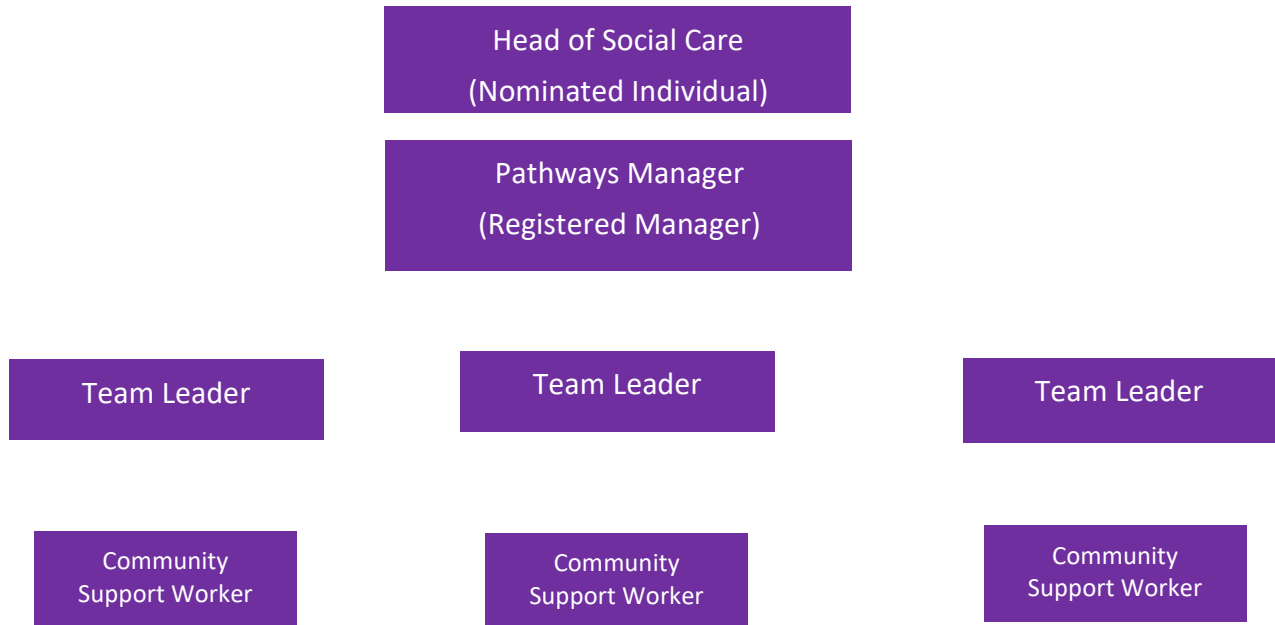 Head of Social Care
(Nominated Individual)
Pathways Manager
(Registered Manager)
Team Leader
Team Leader
Team Leader
Community
Support Worker
Community
Support Worker
Community
Support Worker